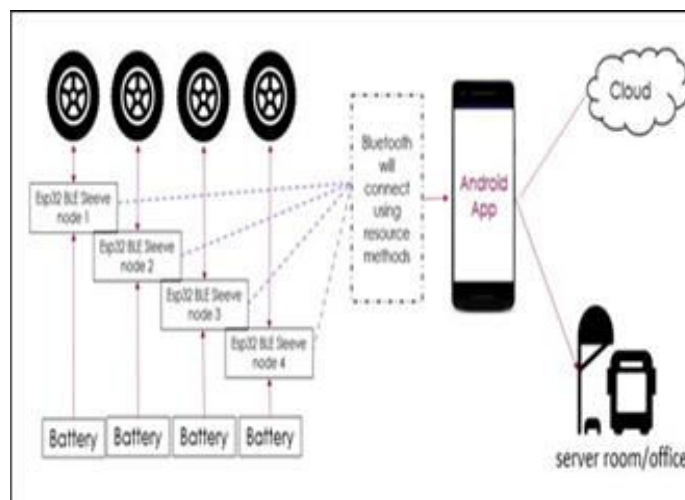 Esp32 BLE Sleeve
node 1
Esp32 BLE Sleeve
node 2
Esp32 BLE Sleeve
node 3
Esp32 BLE Sleeve
node 4
Battery
Battery
Battery
Battery
Bluetooth
will
connect
using
resource
methods
Android
App
Cloud
server room/office